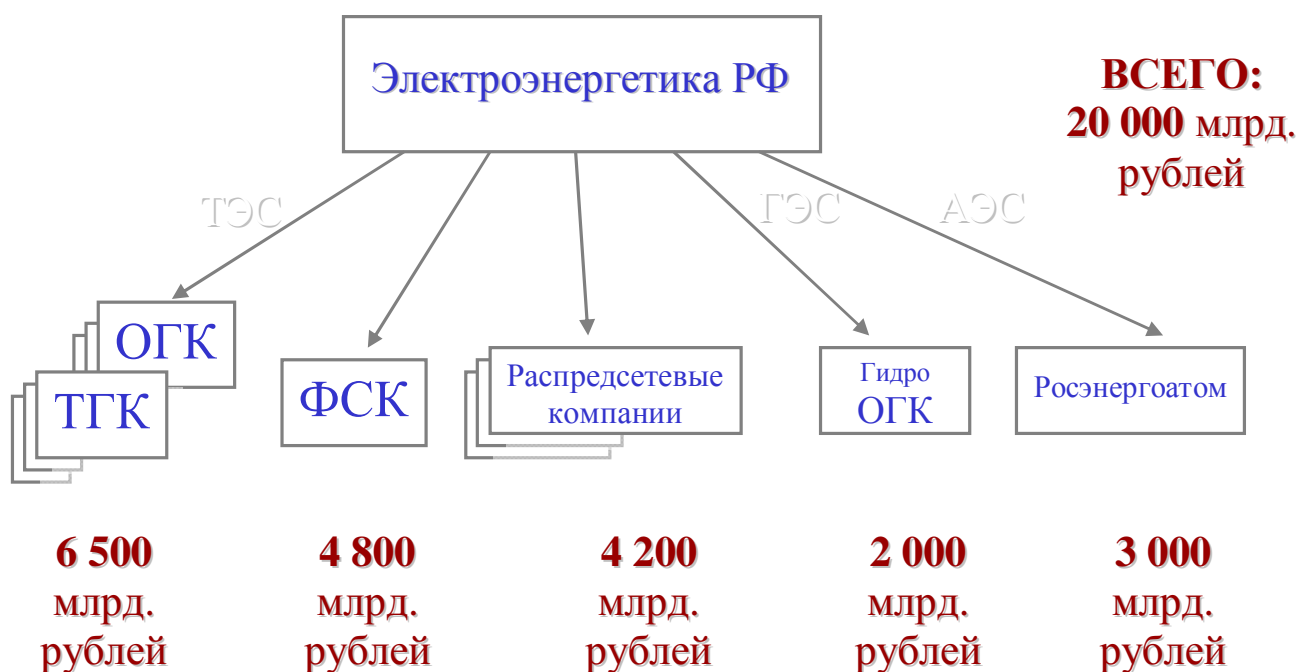 Электроэнергетика РФ
ВСЕГО:
20 000 млрд.
рублей
ТЭС
ГЭС
АЭС
ОГК
ТГК
ФСК
Распредсетевые
компании
Гидро
ОГК
Росэнергоатом
6 500
млрд.
рублей
4 800
млрд.
рублей
4 200
млрд.
рублей
2 000
млрд.
рублей
3 000
млрд.
рублей